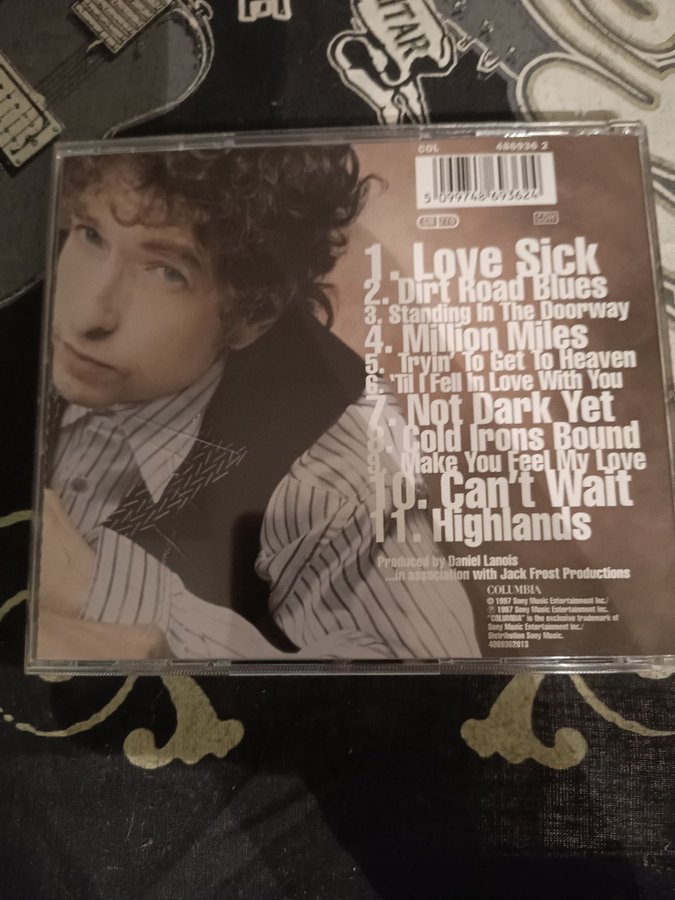 GUITAR
COL 486936 2
5 099748 693624
CB 773
1. Love Sick
2. Dirt Road Blues
3. Standing In The Doorway
4. Million Miles
5. Tryin' To Get To Heaven
6. 'Til I Fell In Love With You
7. Not Dark Yet
8. Cold Irons Bound
9. Make You Feel My Love
10. Can't Wait
11. Highlands
Produced by Daniel Lanois
...in association with Jack Frost Productions
COLUMBIA
© 1997 Sony Music Entertainment Inc./
℗ 1997 Sony Music Entertainment Inc.
"COLUMBIA" is the exclusive trademark of
Sony Music Entertainment Inc./
Distribution Sony Music.
4869362013